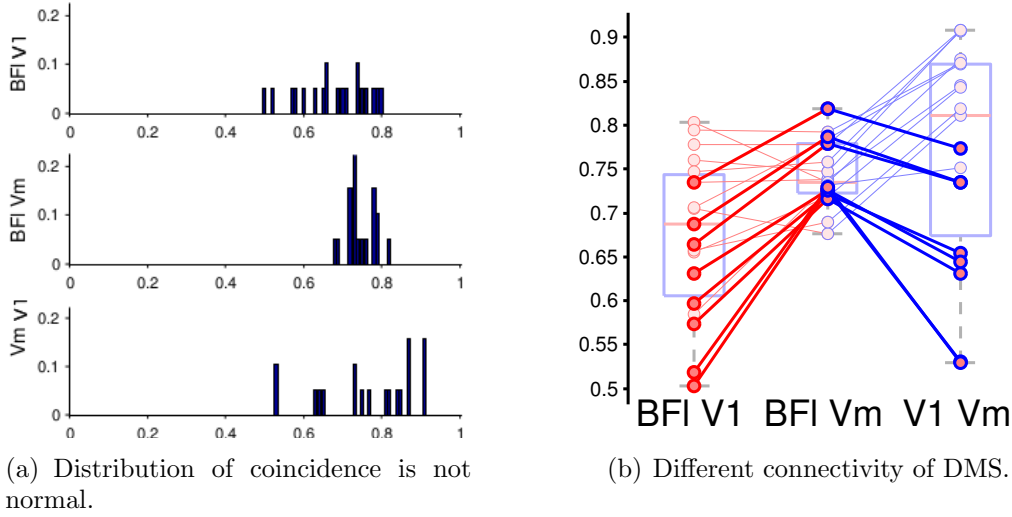 BFl V1
0.2
0.1
0
0 0.2 0.4 0.6 0.8 1
BFl Vm
0.2
0.1
0
0 0.2 0.4 0.6 0.8 1
Vm V1
0.2
0.1
0
0 0.2 0.4 0.6 0.8 1
(a) Distribution of coincidence is not
normal.
0.9
0.85
0.8
0.75
0.7
0.65
0.6
0.55
0.5
BFl V1 BFl Vm V1 Vm
(b) Different connectivity of DMS.